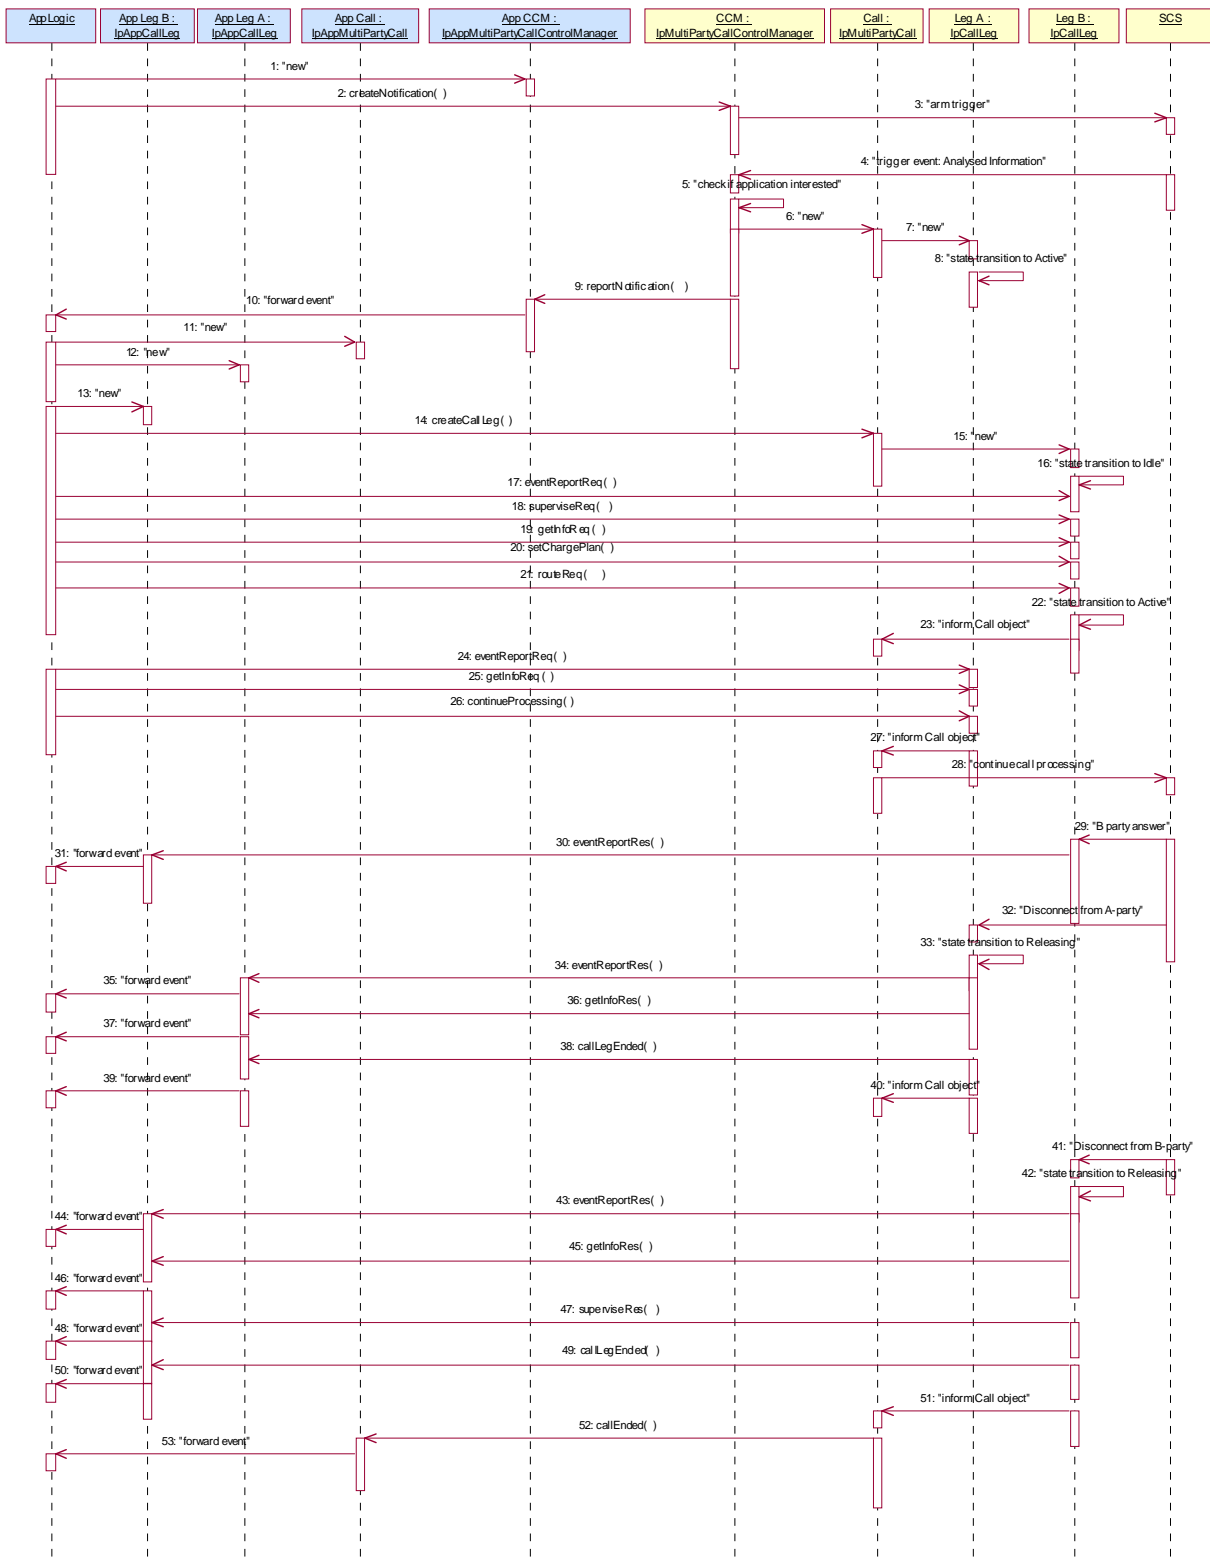 AppLogic
App Leg B :
IpAppCallLeg
App Leg A :
IpAppCallLeg
App Call :
IpAppMultiPartyCall
App CCM :
IpAppMultiPartyCallControlManager
CCM :
IpMultiPartyCallControlManager
Call :
IpMultiPartyCall
Leg A :
IpCallLeg
Leg B :
IpCallLeg
SCS
1: "new"
2: createNotification( )
3: "arm trigger"
4: "trigger event: Analysed Information"
5: "check if application interested"
6: "new"
7: "new"
8: "state transition to Active"
9: reportNotification( )
10: "forward event"
11: "new"
12: "new"
13: "new"
14: createCallLeg( )
15: "new"
16: "state transition to Idle"
17: eventReportReq( )
18: superviseReq( )
19: getInfoReq( )
20: setChargePlan( )
21: routeReq( )
22: "state transition to Active"
23: "inform Call object"
24: eventReportReq( )
25: getInfoReq( )
26: continueProcessing( )
27: "inform Call object"
28: "continue call processing"
29: "B party answer"
30: eventReportRes( )
31: "forward event"
32: "Disconnect from A-party"
33: "state transition to Releasing"
34: eventReportRes( )
35: "forward event"
36: getInfoRes( )
37: "forward event"
38: callLegEnded( )
39: "forward event"
40: "inform Call object"
41: "Disconnect from B-party"
42: "state transition to Releasing"
43: eventReportRes( )
44: "forward event"
45: getInfoRes( )
46: "forward event"
47: superviseRes( )
48: "forward event"
49: callLegEnded( )
50: "forward event"
51: "inform Call object"
52: callEnded( )
53: "forward event"